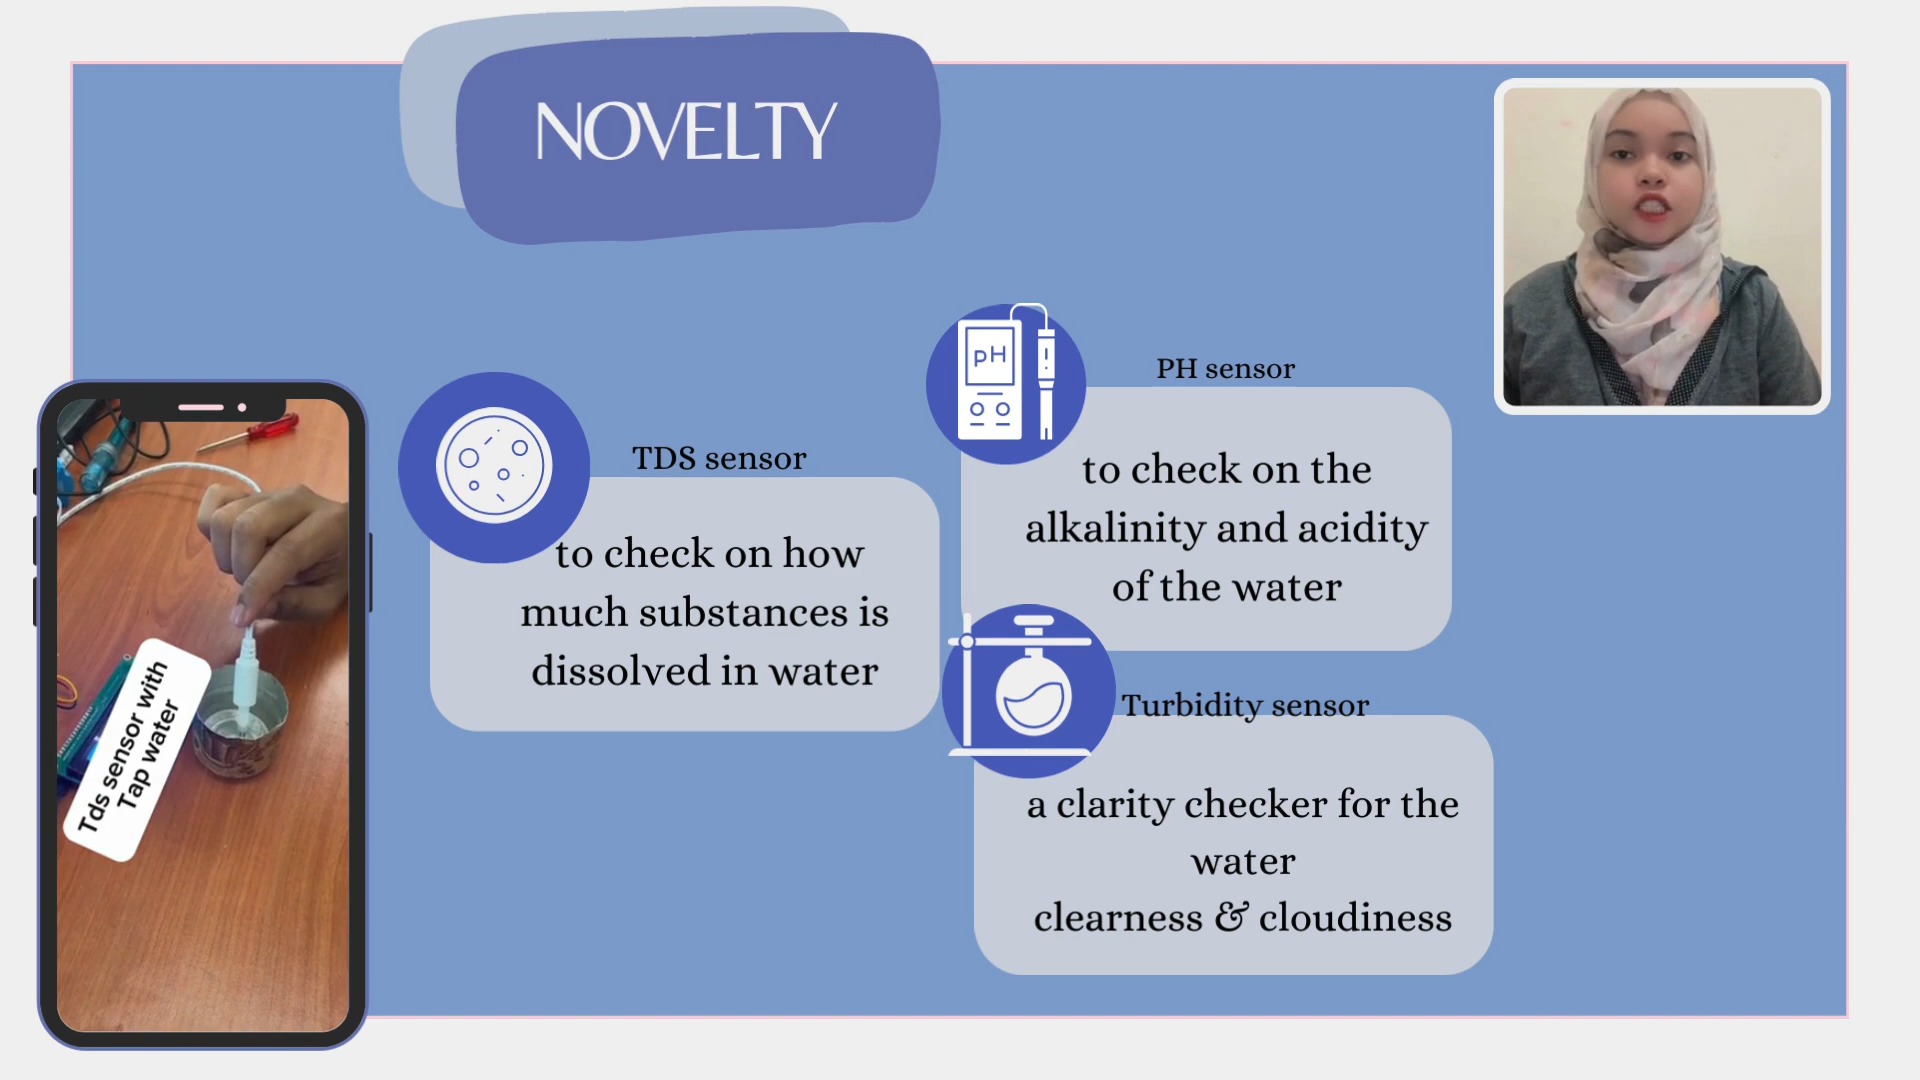 NOVELTY
TDS sensor
to check on how
much substances is
dissolved in water
pH
PH sensor
to check on the
alkalinity and acidity
of the water
Turbidity sensor
a clarity checker for the
water
clearness & cloudiness
Tds sensor with
Tap water